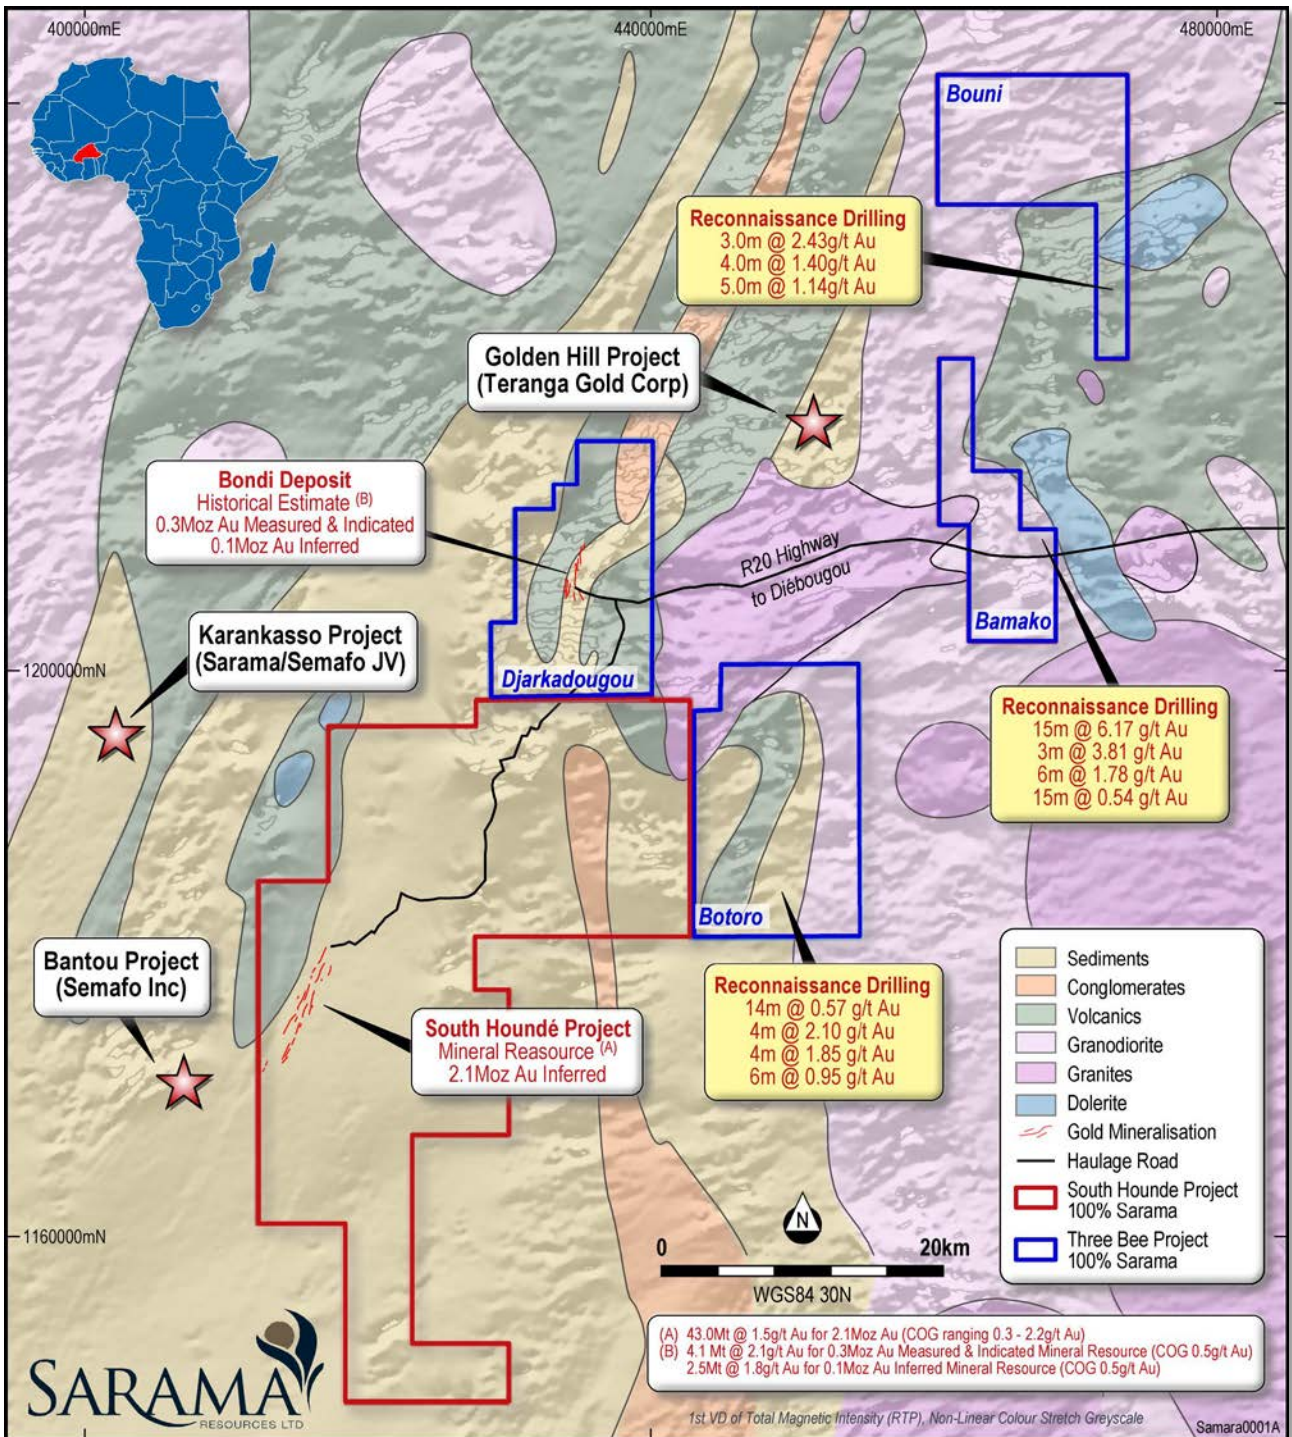 400000mE
440000mE
480000mE
Bouni
Reconnaissance Drilling
3.0m @ 2.43g/t Au
4.0m @ 1.40g/t Au
5.0m @ 1.14g/t Au
Golden Hill Project
(Teranga Gold Corp)
Bondi Deposit
Historical Estimate (B)
0.3Moz Au Measured & Indicated
0.1Moz Au Inferred
R20 Highway
to Diébougou
Karankasso Project
(Sarama/Semafo JV)
Bamako
1200000mN
Djarkadougou
Reconnaissance Drilling
15m @ 6.17 g/t Au
3m @ 3.81 g/t Au
6m @ 1.78 g/t Au
15m @ 0.54 g/t Au
Botoro
Bantou Project
(Semafo Inc)
Reconnaissance Drilling
14m @ 0.57 g/t Au
4m @ 2.10 g/t Au
4m @ 1.85 g/t Au
6m @ 0.95 g/t Au
South Houndé Project
Mineral Reasource (A)
2.1Moz Au Inferred
Sediments
Conglomerates
Volcanics
Granodiorite
Granites
Dolerite
Gold Mineralisation
Haulage Road
South Hounde Project
100% Sarama
Three Bee Project
100% Sarama
1160000mN
N
0 20km
WGS84 30N
(A) 43.0Mt @ 1.5g/t Au for 2.1Moz Au (COG ranging 0.3 - 2.2g/t Au)
(B) 4.1 Mt @ 2.1g/t Au for 0.3Moz Au Measured & Indicated Mineral Resource (COG 0.5g/t Au)
2.5Mt @ 1.8g/t Au for 0.1Moz Au Inferred Mineral Resource (COG 0.5g/t Au)
SARAMA
RESOURCES LTD
1st VD of Total Magnetic Intensity (RTP), Non-Linear Colour Stretch Greyscale
Samara0001A